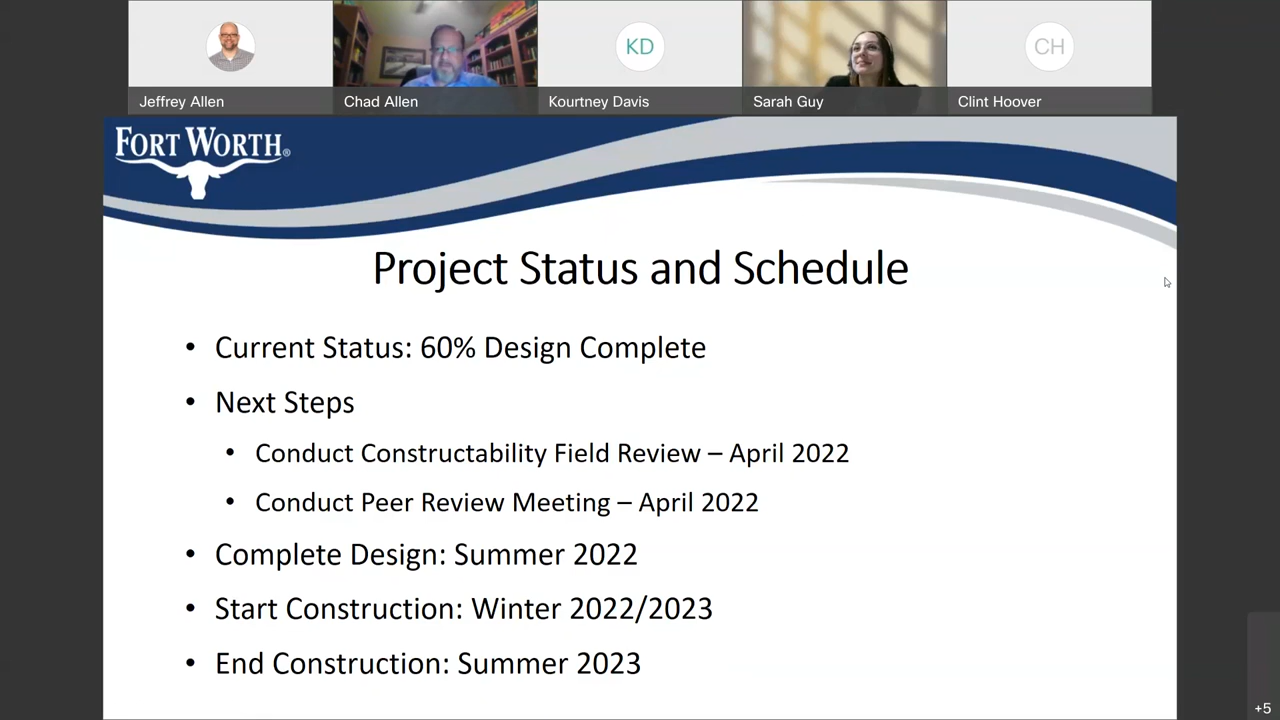 KD
CH
Jeffrey Allen
Chad Allen
Kourtney Davis
Sarah Guy
Clint Hoover
FORT WORTH®
Project Status and Schedule
• Current Status: 60% Design Complete
• Next Steps
• Conduct Constructability Field Review – April 2022
• Conduct Peer Review Meeting – April 2022
• Complete Design: Summer 2022
• Start Construction: Winter 2022/2023
• End Construction: Summer 2023
+5